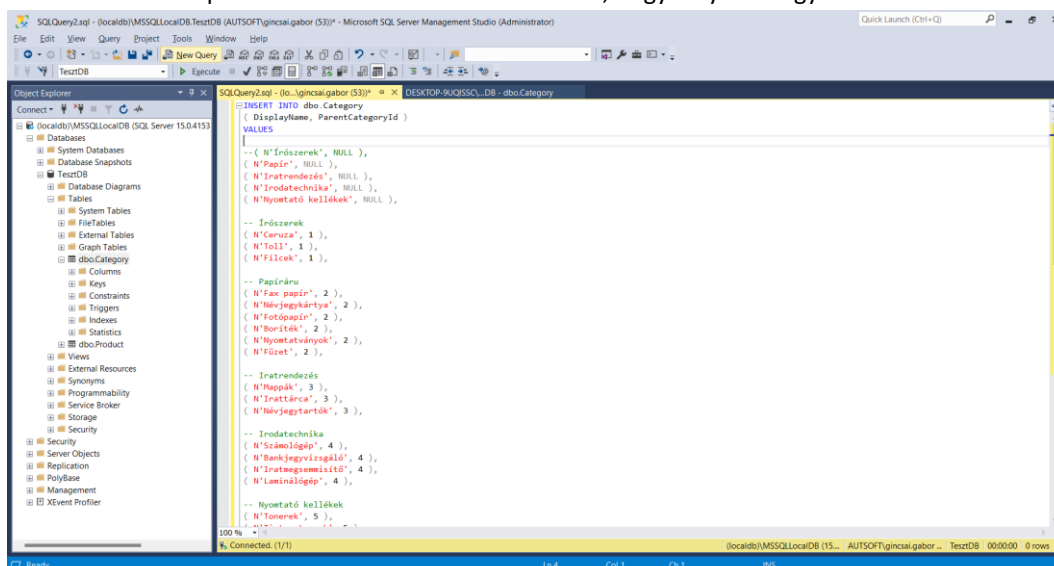 SQLQuery2.sql - (localdb)\MSSQLLocalDB.TesztDB (AUTSOFT\gincsai.gabor (53))* - Microsoft SQL Server Management Studio (Administrator)
Quick Launch (Ctrl+Q)
File Edit View Query Project Tools Window Help
New Query
TesztDB
Execute
Object Explorer
SQLQuery2.sql - (lo...\gincsai.gabor (53))*
DESKTOP-9UQISSC\...DB - dbo.Category
Connect
(localdb)\MSSQLLocalDB (SQL Server 15.0.4153
Databases
System Databases
Database Snapshots
TesztDB
Database Diagrams
Tables
System Tables
FileTables
External Tables
Graph Tables
dbo.Category
Columns
Keys
Constraints
Triggers
Indexes
Statistics
dbo.Product
Views
External Resources
Synonyms
Programmability
Service Broker
Storage
Security
Security
Server Objects
Replication
PolyBase
Management
XEvent Profiler
INSERT INTO dbo.Category
( DisplayName, ParentCategoryId )
VALUES
--( N'Írószerek', NULL ),
( N'Papír', NULL ),
( N'Iratrendezés', NULL ),
( N'Irodatechnika', NULL ),
( N'Nyomtató kellékek', NULL ),
-- Írószerek
( N'Ceruza', 1 ),
( N'Toll', 1 ),
( N'Filcek', 1 ),
-- Papíráru
( N'Fax papír', 2 ),
( N'Névjegykártya', 2 ),
( N'Fotópapír', 2 ),
( N'Boríték', 2 ),
( N'Nyomtatványok', 2 ),
( N'Füzet', 2 ),
-- Iratrendezés
( N'Mappák', 3 ),
( N'Irattárca', 3 ),
( N'Névjegytartók', 3 ),
-- Irodatechnika
( N'Számológép', 4 ),
( N'Bankjegyvizsgáló', 4 ),
( N'Iratmegsemmisítő', 4 ),
( N'Laminálógép', 4 ),
-- Nyomtató kellékek
( N'Tonerek', 5 ),
100 %
Connected. (1/1)
(localdb)\MSSQLLocalDB (15... AUTSOFT\gincsai.gabor ... TesztDB 00:00:00 0 rows
Ready
Ln 4 Col 1 Ch 1 INS